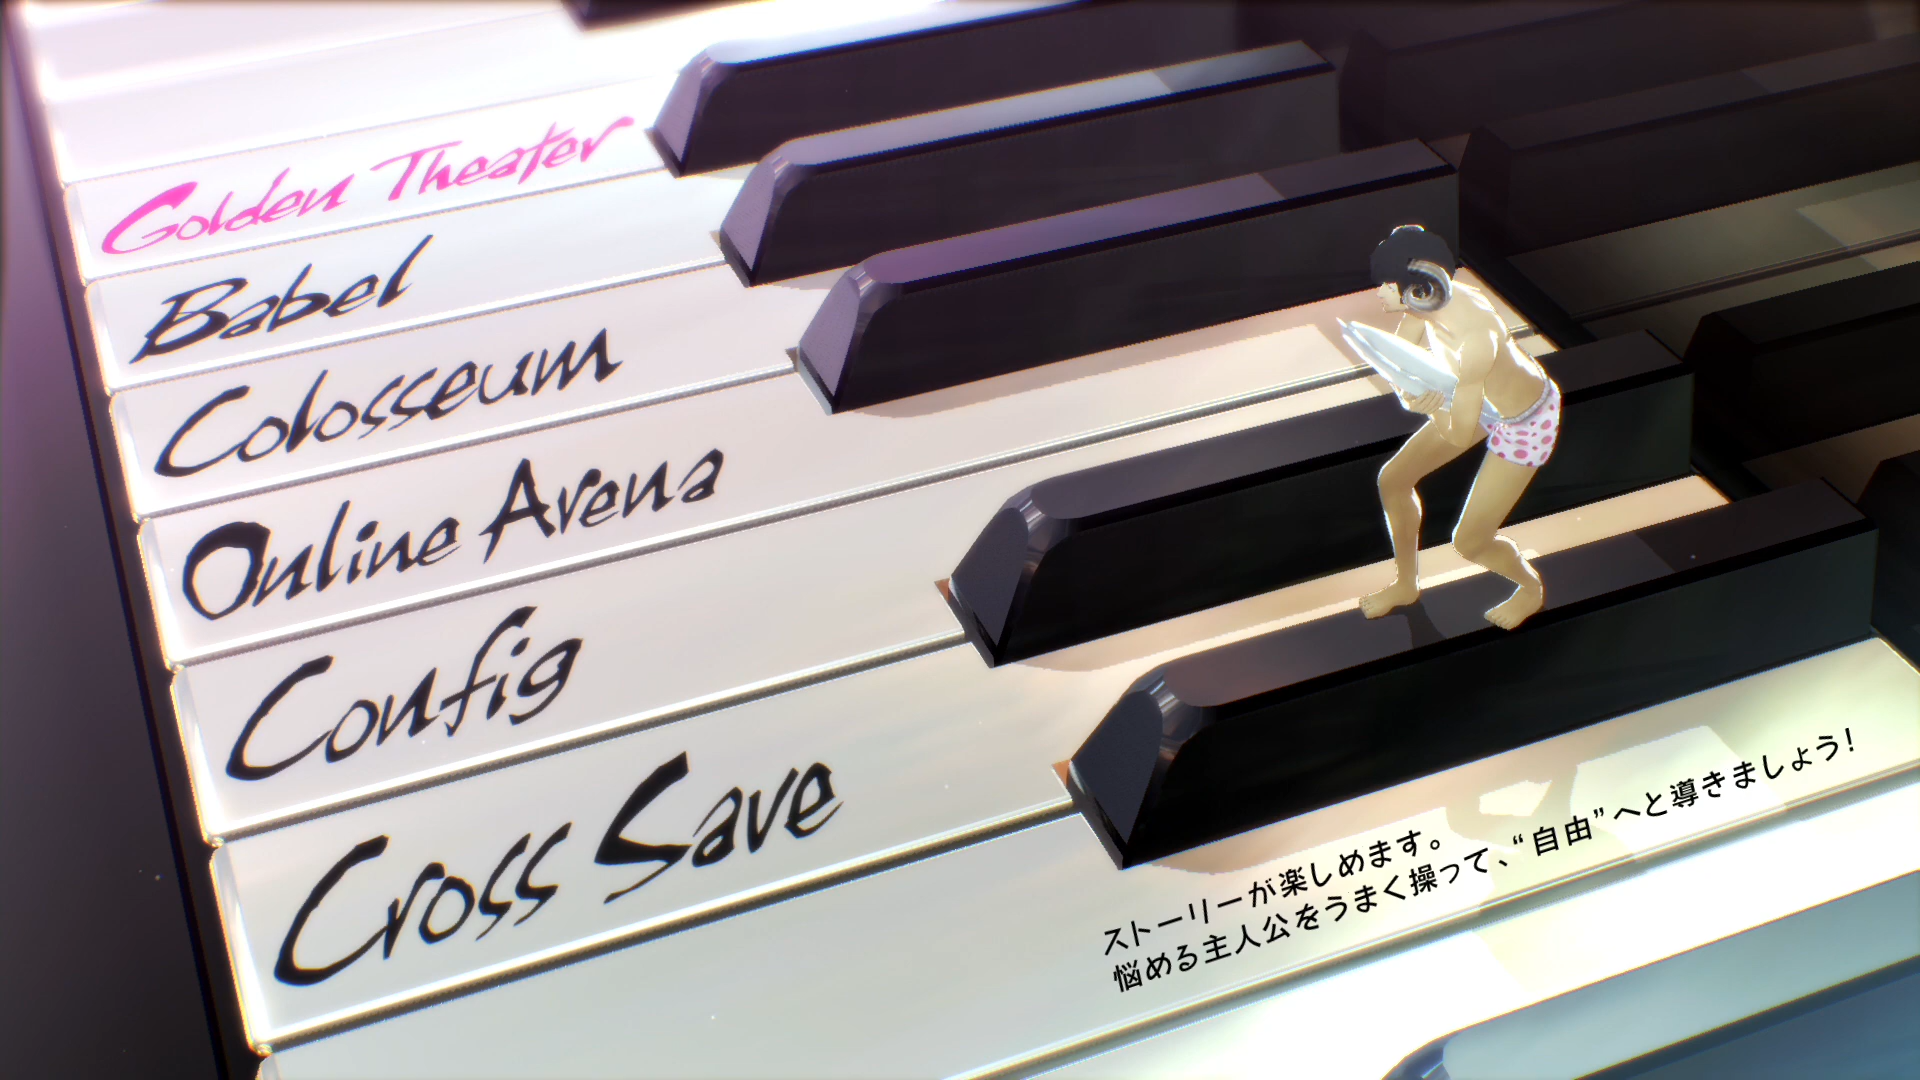 Golden Theater
Babel
Colosseum
Online Arena
Config
Cross Save
ストーリーが楽しめます。
悩める主人公をうまく操って、“自由”へと導きましょう!